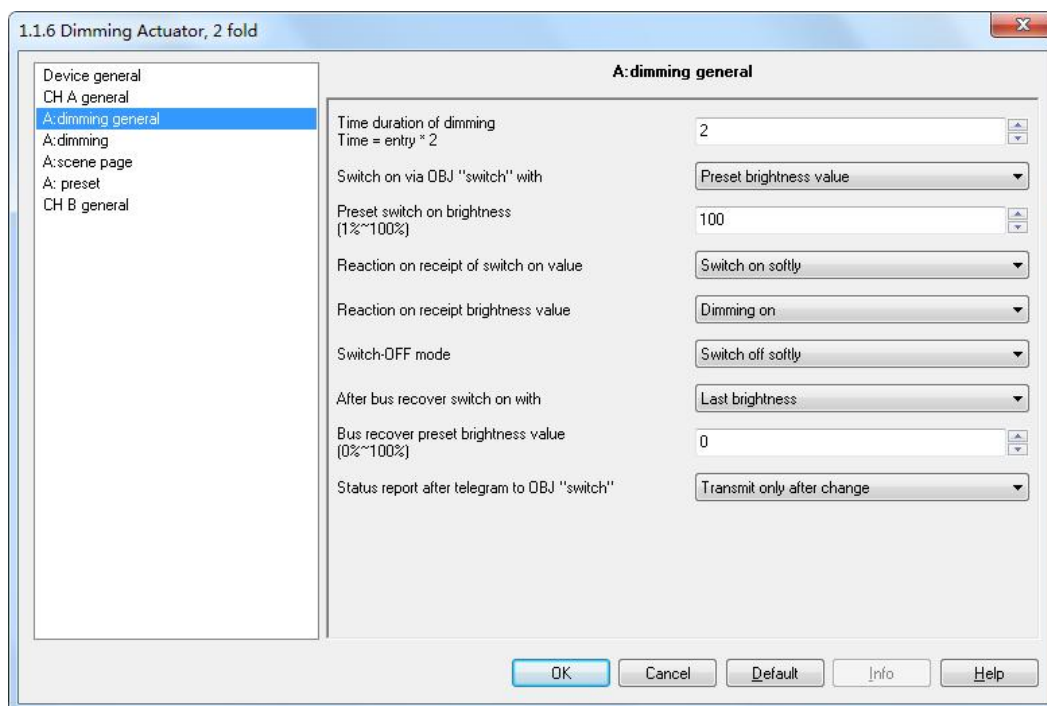 1.1.6 Dimming Actuator, 2 fold
Device general
CH A general
A:dimming general
A:dimming
A:scene page
A: preset
CH B general
A:dimming general
Time duration of dimming
Time = entry * 2
2
Switch on via OBJ "switch" with
Preset brightness value
Preset switch on brightness
(1%~100%)
100
Reaction on receipt of switch on value
Switch on softly
Reaction on receipt brightness value
Dimming on
Switch-OFF mode
Switch off softly
After bus recover switch on with
Last brightness
Bus recover preset brightness value
(0%~100%)
0
Status report after telegram to OBJ "switch"
Transmit only after change
OK
Cancel
Default
Info
Help